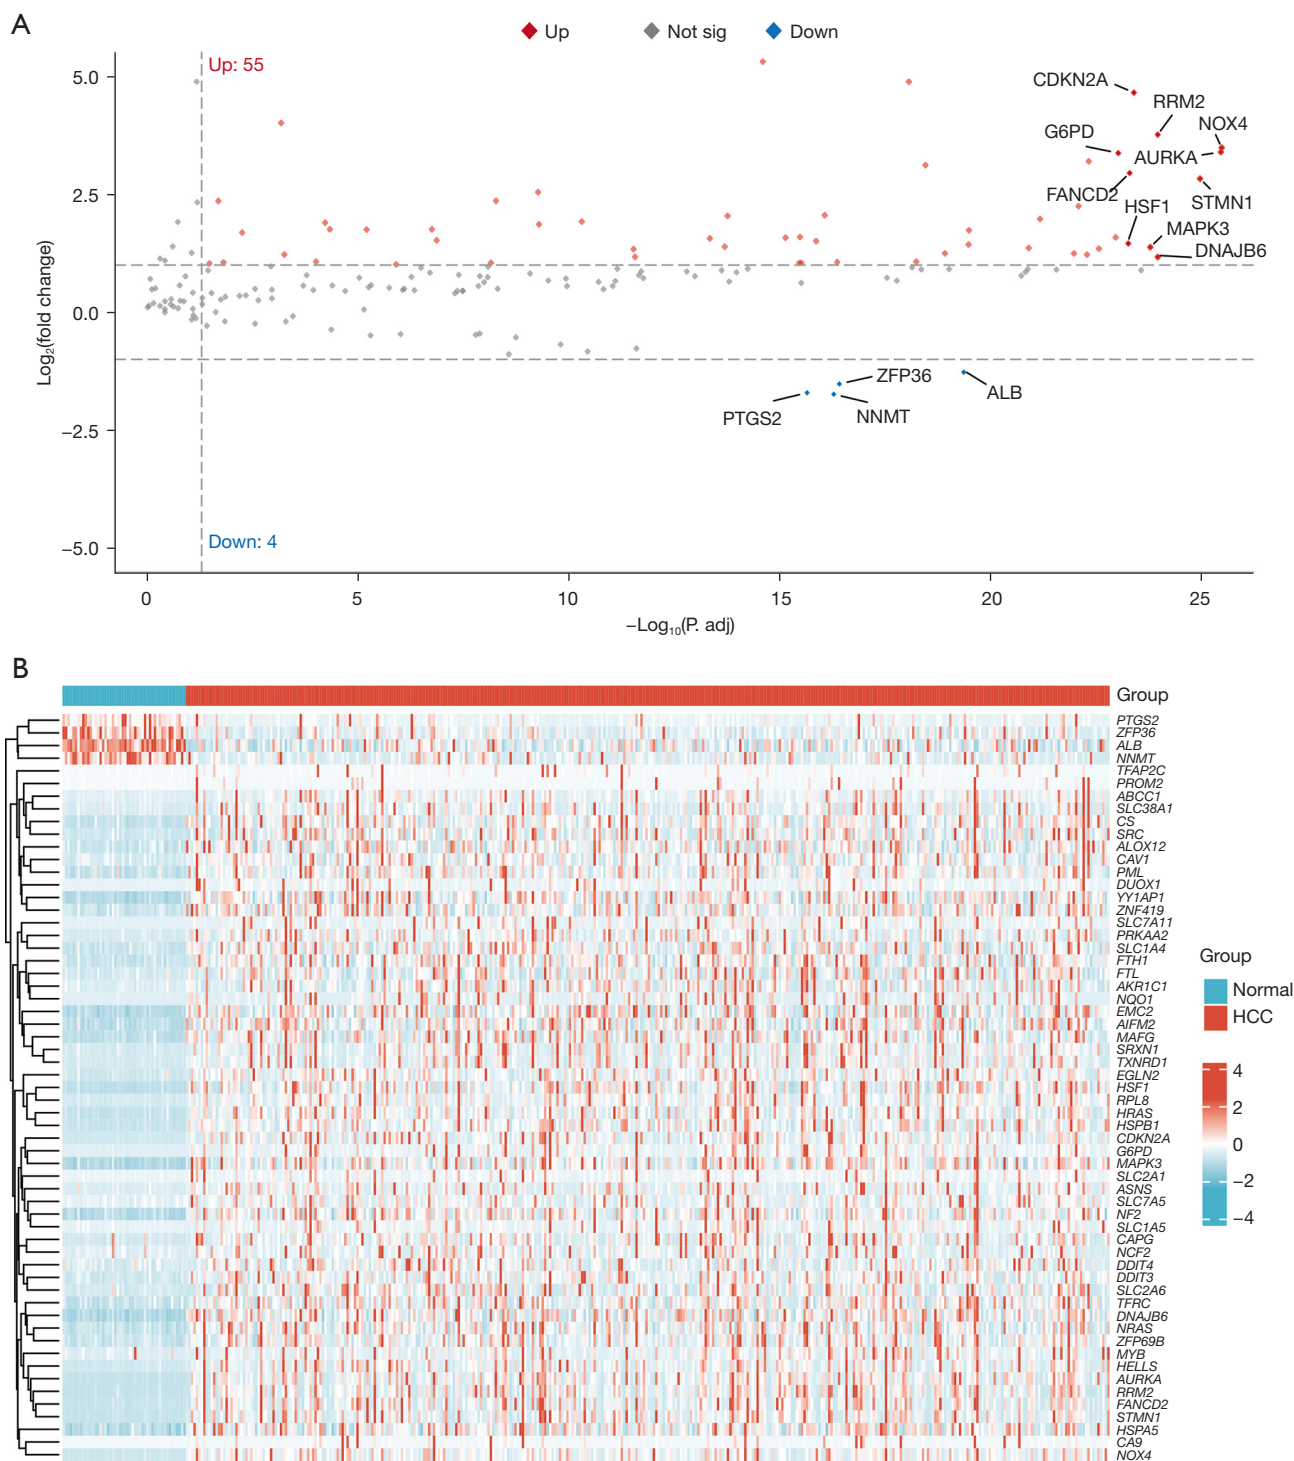 A
Up
Not sig
Down
Up: 55
Down: 4
5.0
2.5
0.0
−2.5
−5.0
Log2(fold change)
CDKN2A
RRM2
NOX4
G6PD
AURKA
FANCD2
STMN1
HSF1
MAPK3
DNAJB6
ZFP36
ALB
PTGS2
NNMT
0 5 10 15 20 25
−Log10(P. adj)
B
Group
PTGS2
ZFP36
ALB
NNMT
TFAP2C
PROM2
ABCC1
SLC38A1
CS
SRC
ALOX12
CAV1
PML
DUOX1
YY1AP1
ZNF419
SLC7A11
PRKAA2
SLC1A4
FTH1
FTL
AKR1C1
NQO1
EMC2
AIFM2
MAFG
SRXN1
TXNRD1
EGLN2
HSF1
RPL8
HRAS
HSPB1
CDKN2A
G6PD
MAPK3
SLC2A1
ASNS
SLC7A5
NF2
SLC1A5
CAPG
NCF2
DDIT4
DDIT3
SLC2A6
TFRC
DNAJB6
NRAS
ZFP69B
MYB
HELLS
AURKA
RRM2
FANCD2
STMN1
HSPA5
CA9
NOX4
Group
Normal
HCC
4
2
0
−2
−4